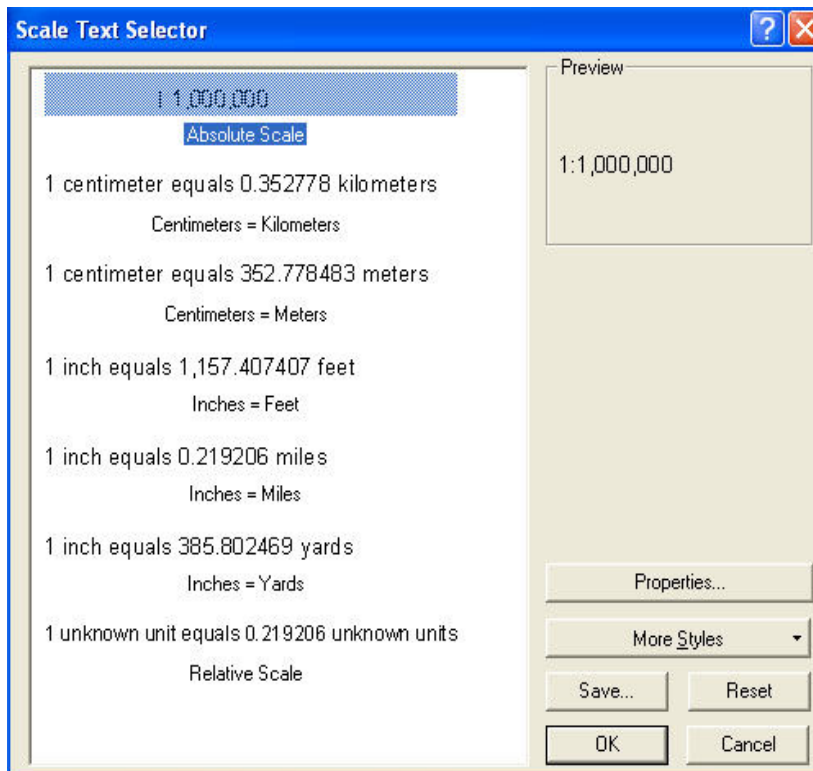 Scale Text Selector
?
Preview
1:1,000,000
Absolute Scale
1:1,000,000
1 centimeter equals 0.352778 kilometers
Centimeters = Kilometers
1 centimeter equals 352.778483 meters
Centimeters = Meters
1 inch equals 1,157.407407 feet
Inches = Feet
1 inch equals 0.219206 miles
Inches = Miles
1 inch equals 385.802469 yards
Inches = Yards
1 unknown unit equals 0.219206 unknown units
Relative Scale
Properties...
More Styles
Save...
Reset
OK
Cancel